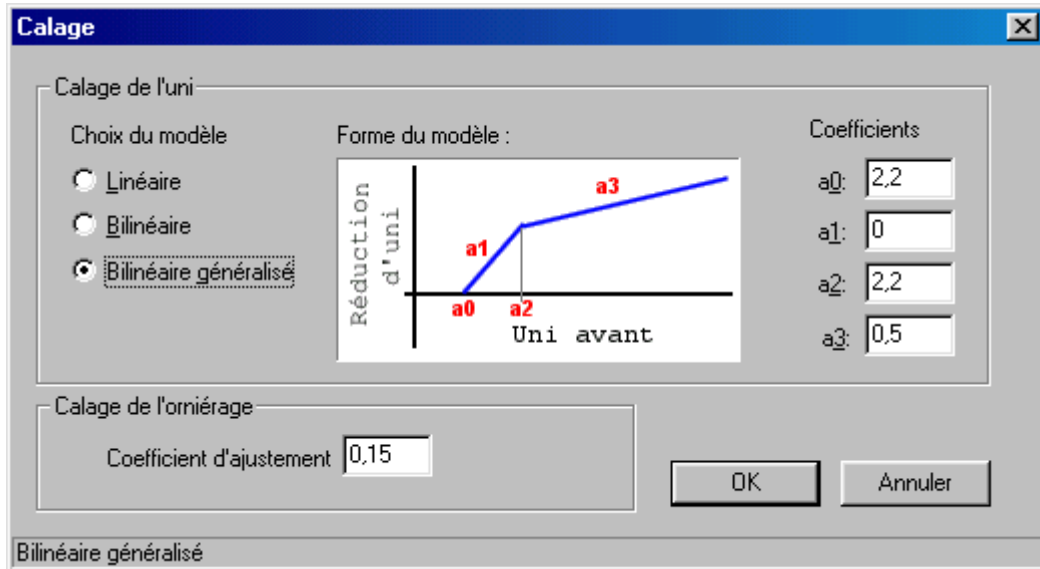 Calage
Calage de l'uni
Choix du modèle
Linéaire
Bilinéaire
Bilinéaire généralisé
Forme du modèle :
Réduction
d'uni
a1
a3
a0
a2
Uni avant
Coefficients
a0: 2,2
a1: 0
a2: 2,2
a3: 0,5
Calage de l'orniérage
Coefficient d'ajustement 0,15
OK
Annuler
Bilinéaire généralisé